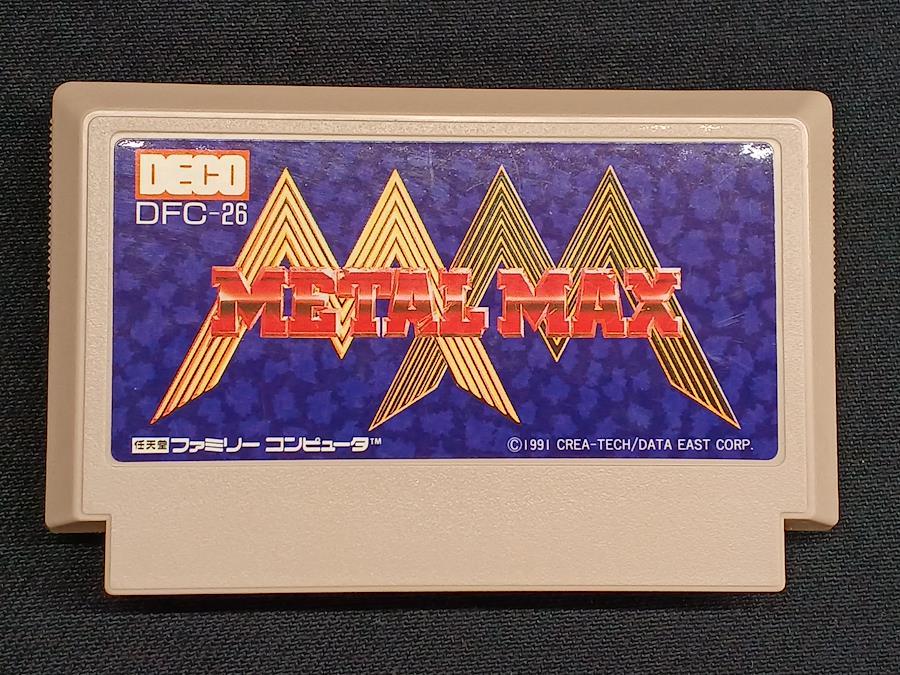 DECO
DFC-26
METAL MAX
任天堂 ファミリー コンピュータ™
©1991 CREA-TECH/DATA EAST CORP.